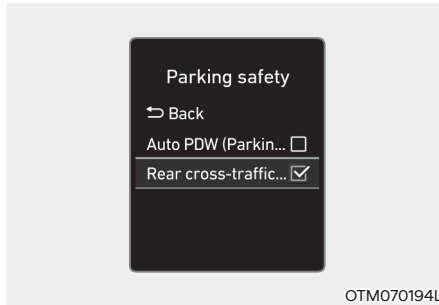 Parking safety
Back
Auto PDW (Parkin...
Rear cross-traffic...
OTM070194L